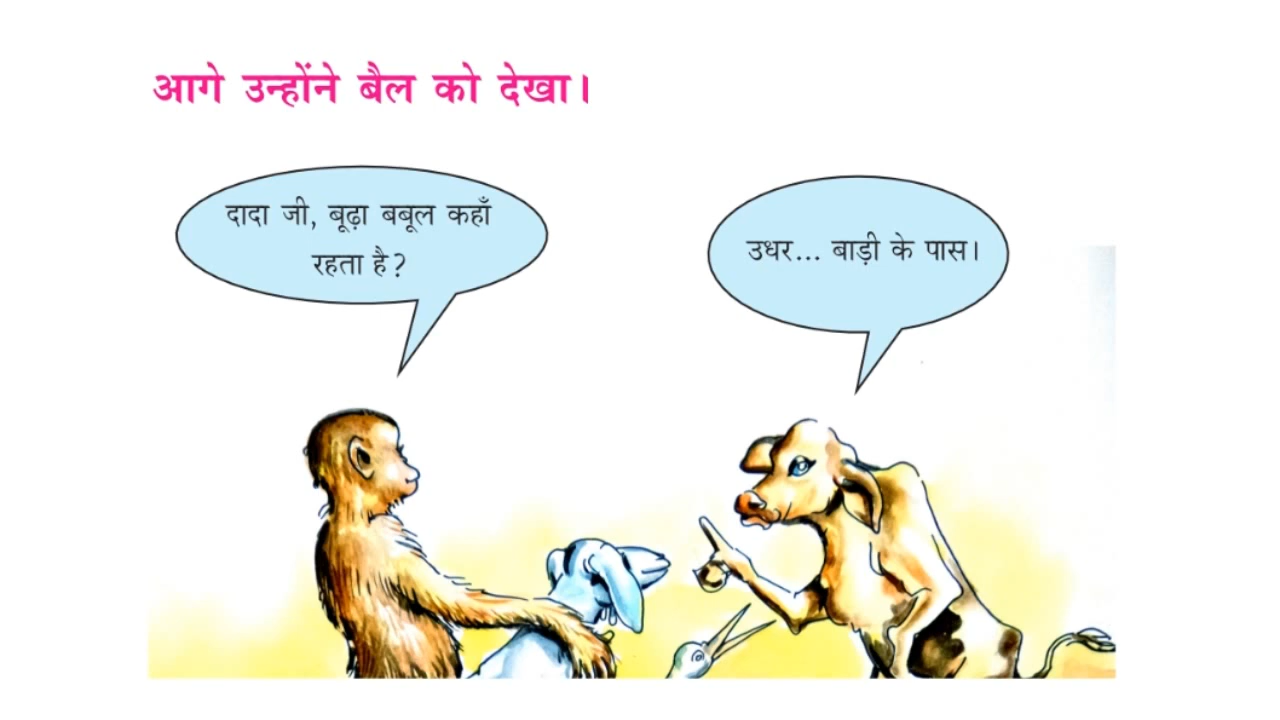 आगे उन्होंने बैल को देखा।
दादा जी, बूढ़ा बबूल कहाँ
रहता है?
उधर... बाड़ी के पास।